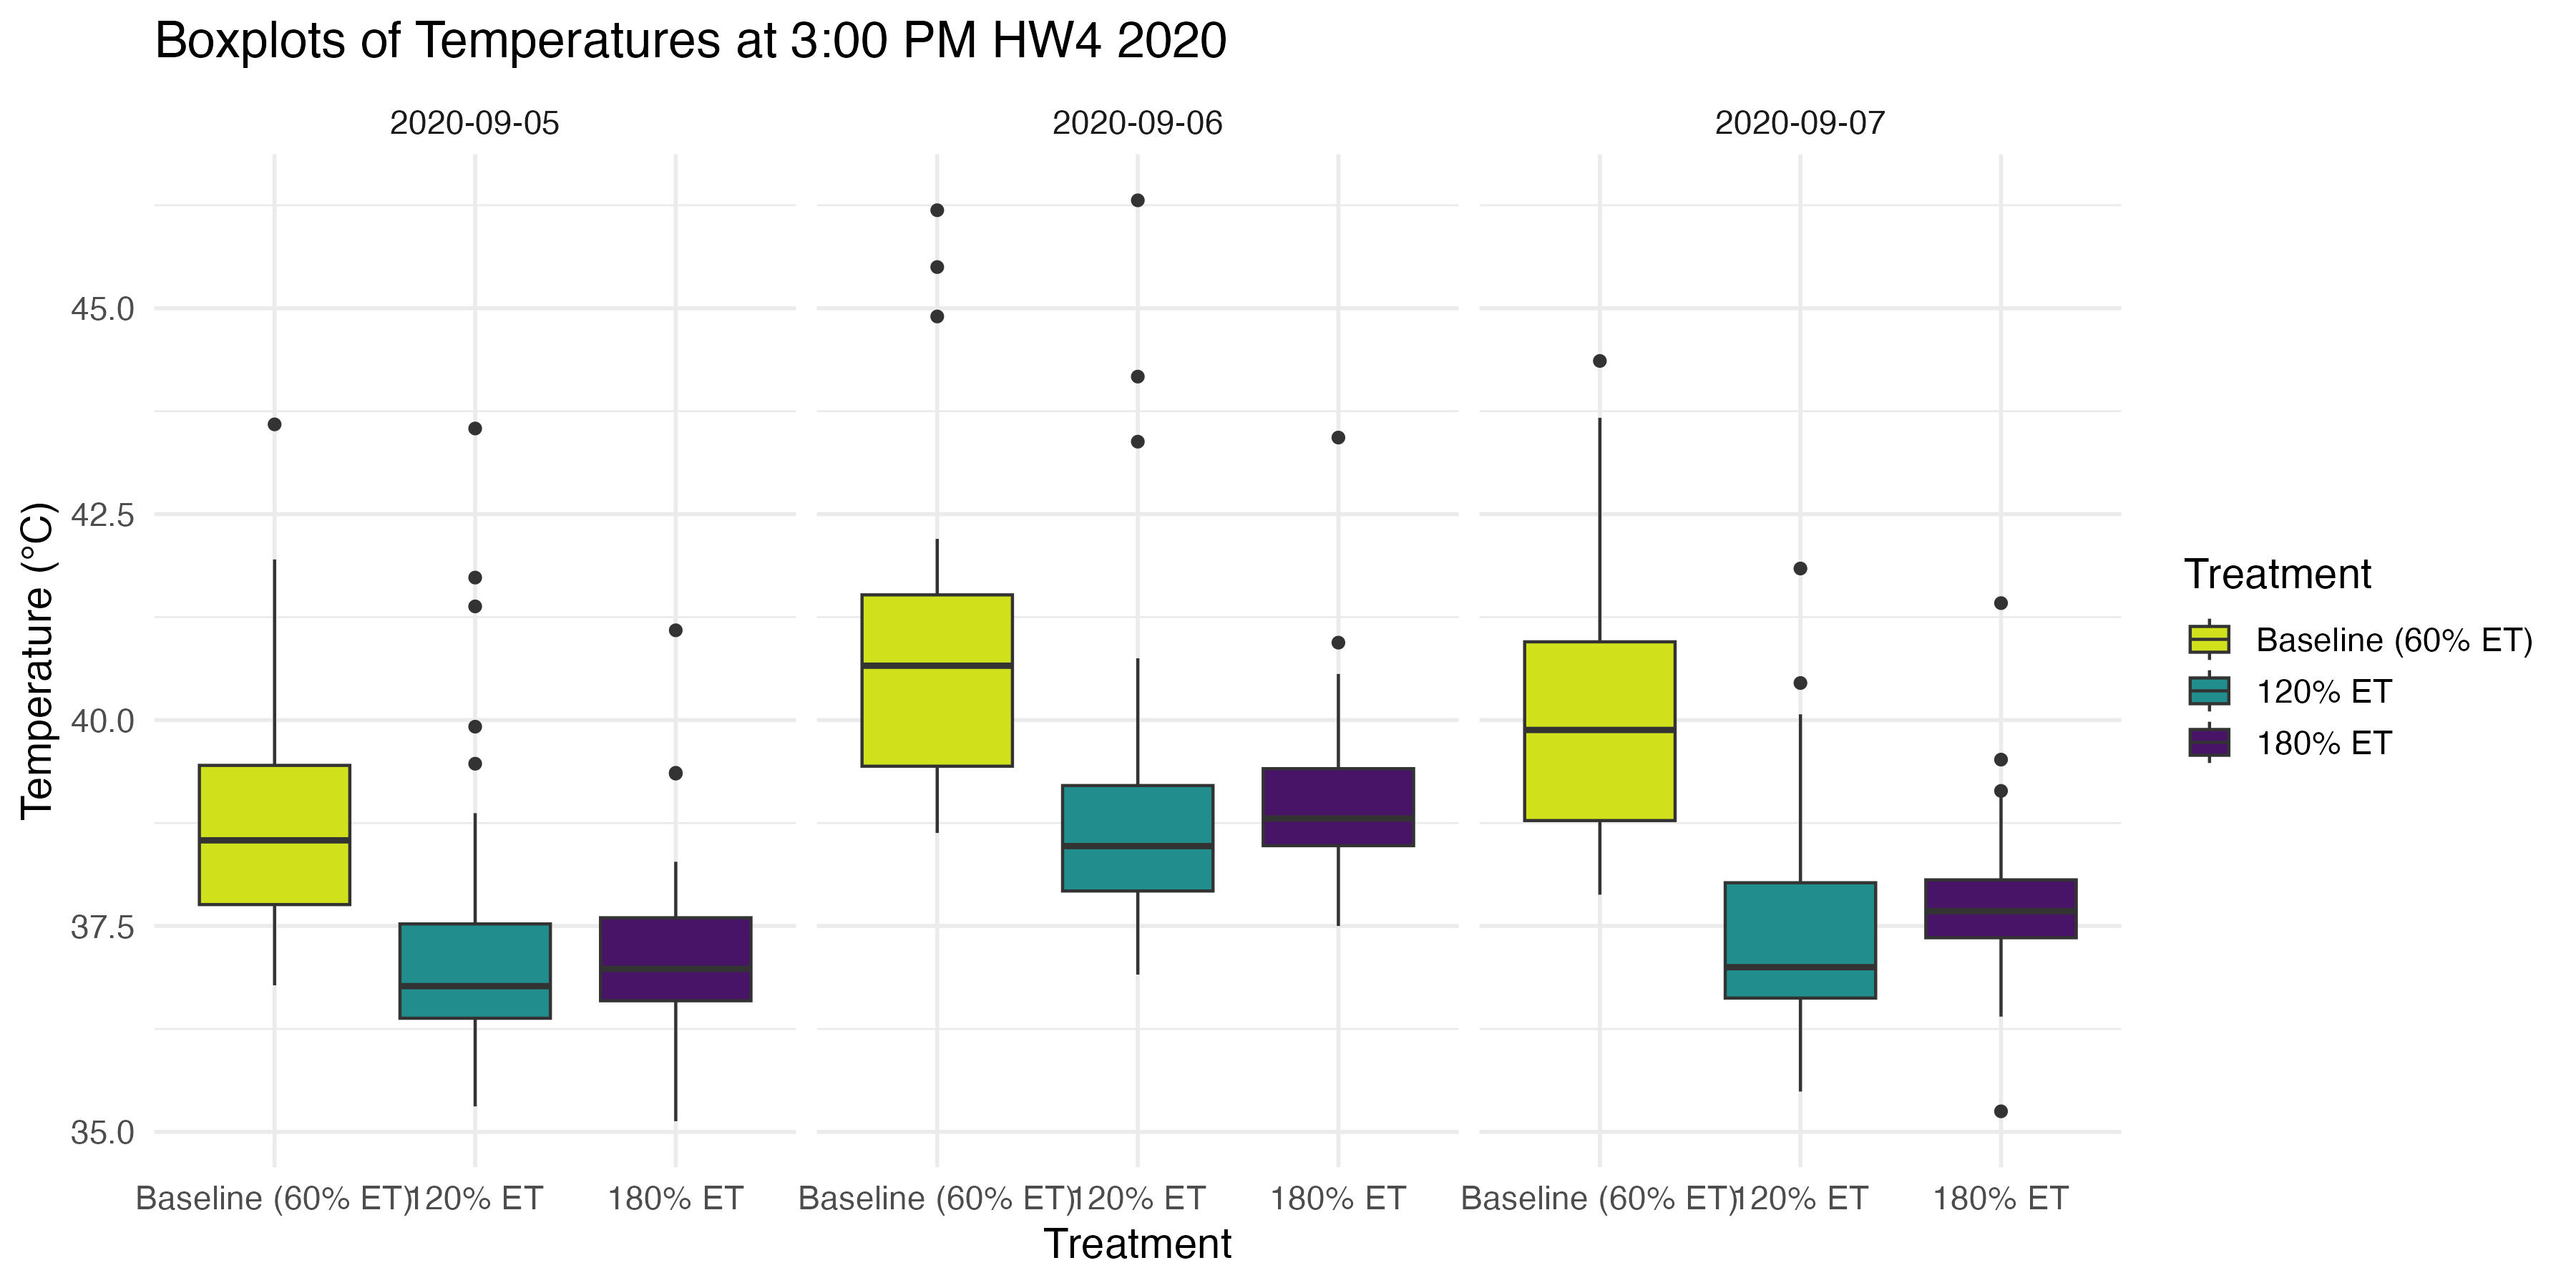 Boxplots of Temperatures at 3:00 PM HW4 2020
2020-09-05
2020-09-06
2020-09-07
45.0
42.5
40.0
37.5
35.0
Temperature (°C)
Baseline (60% ET)
120% ET
180% ET
Baseline (60% ET)
120% ET
180% ET
Baseline (60% ET)
120% ET
180% ET
Treatment
Treatment
Baseline (60% ET)
120% ET
180% ET